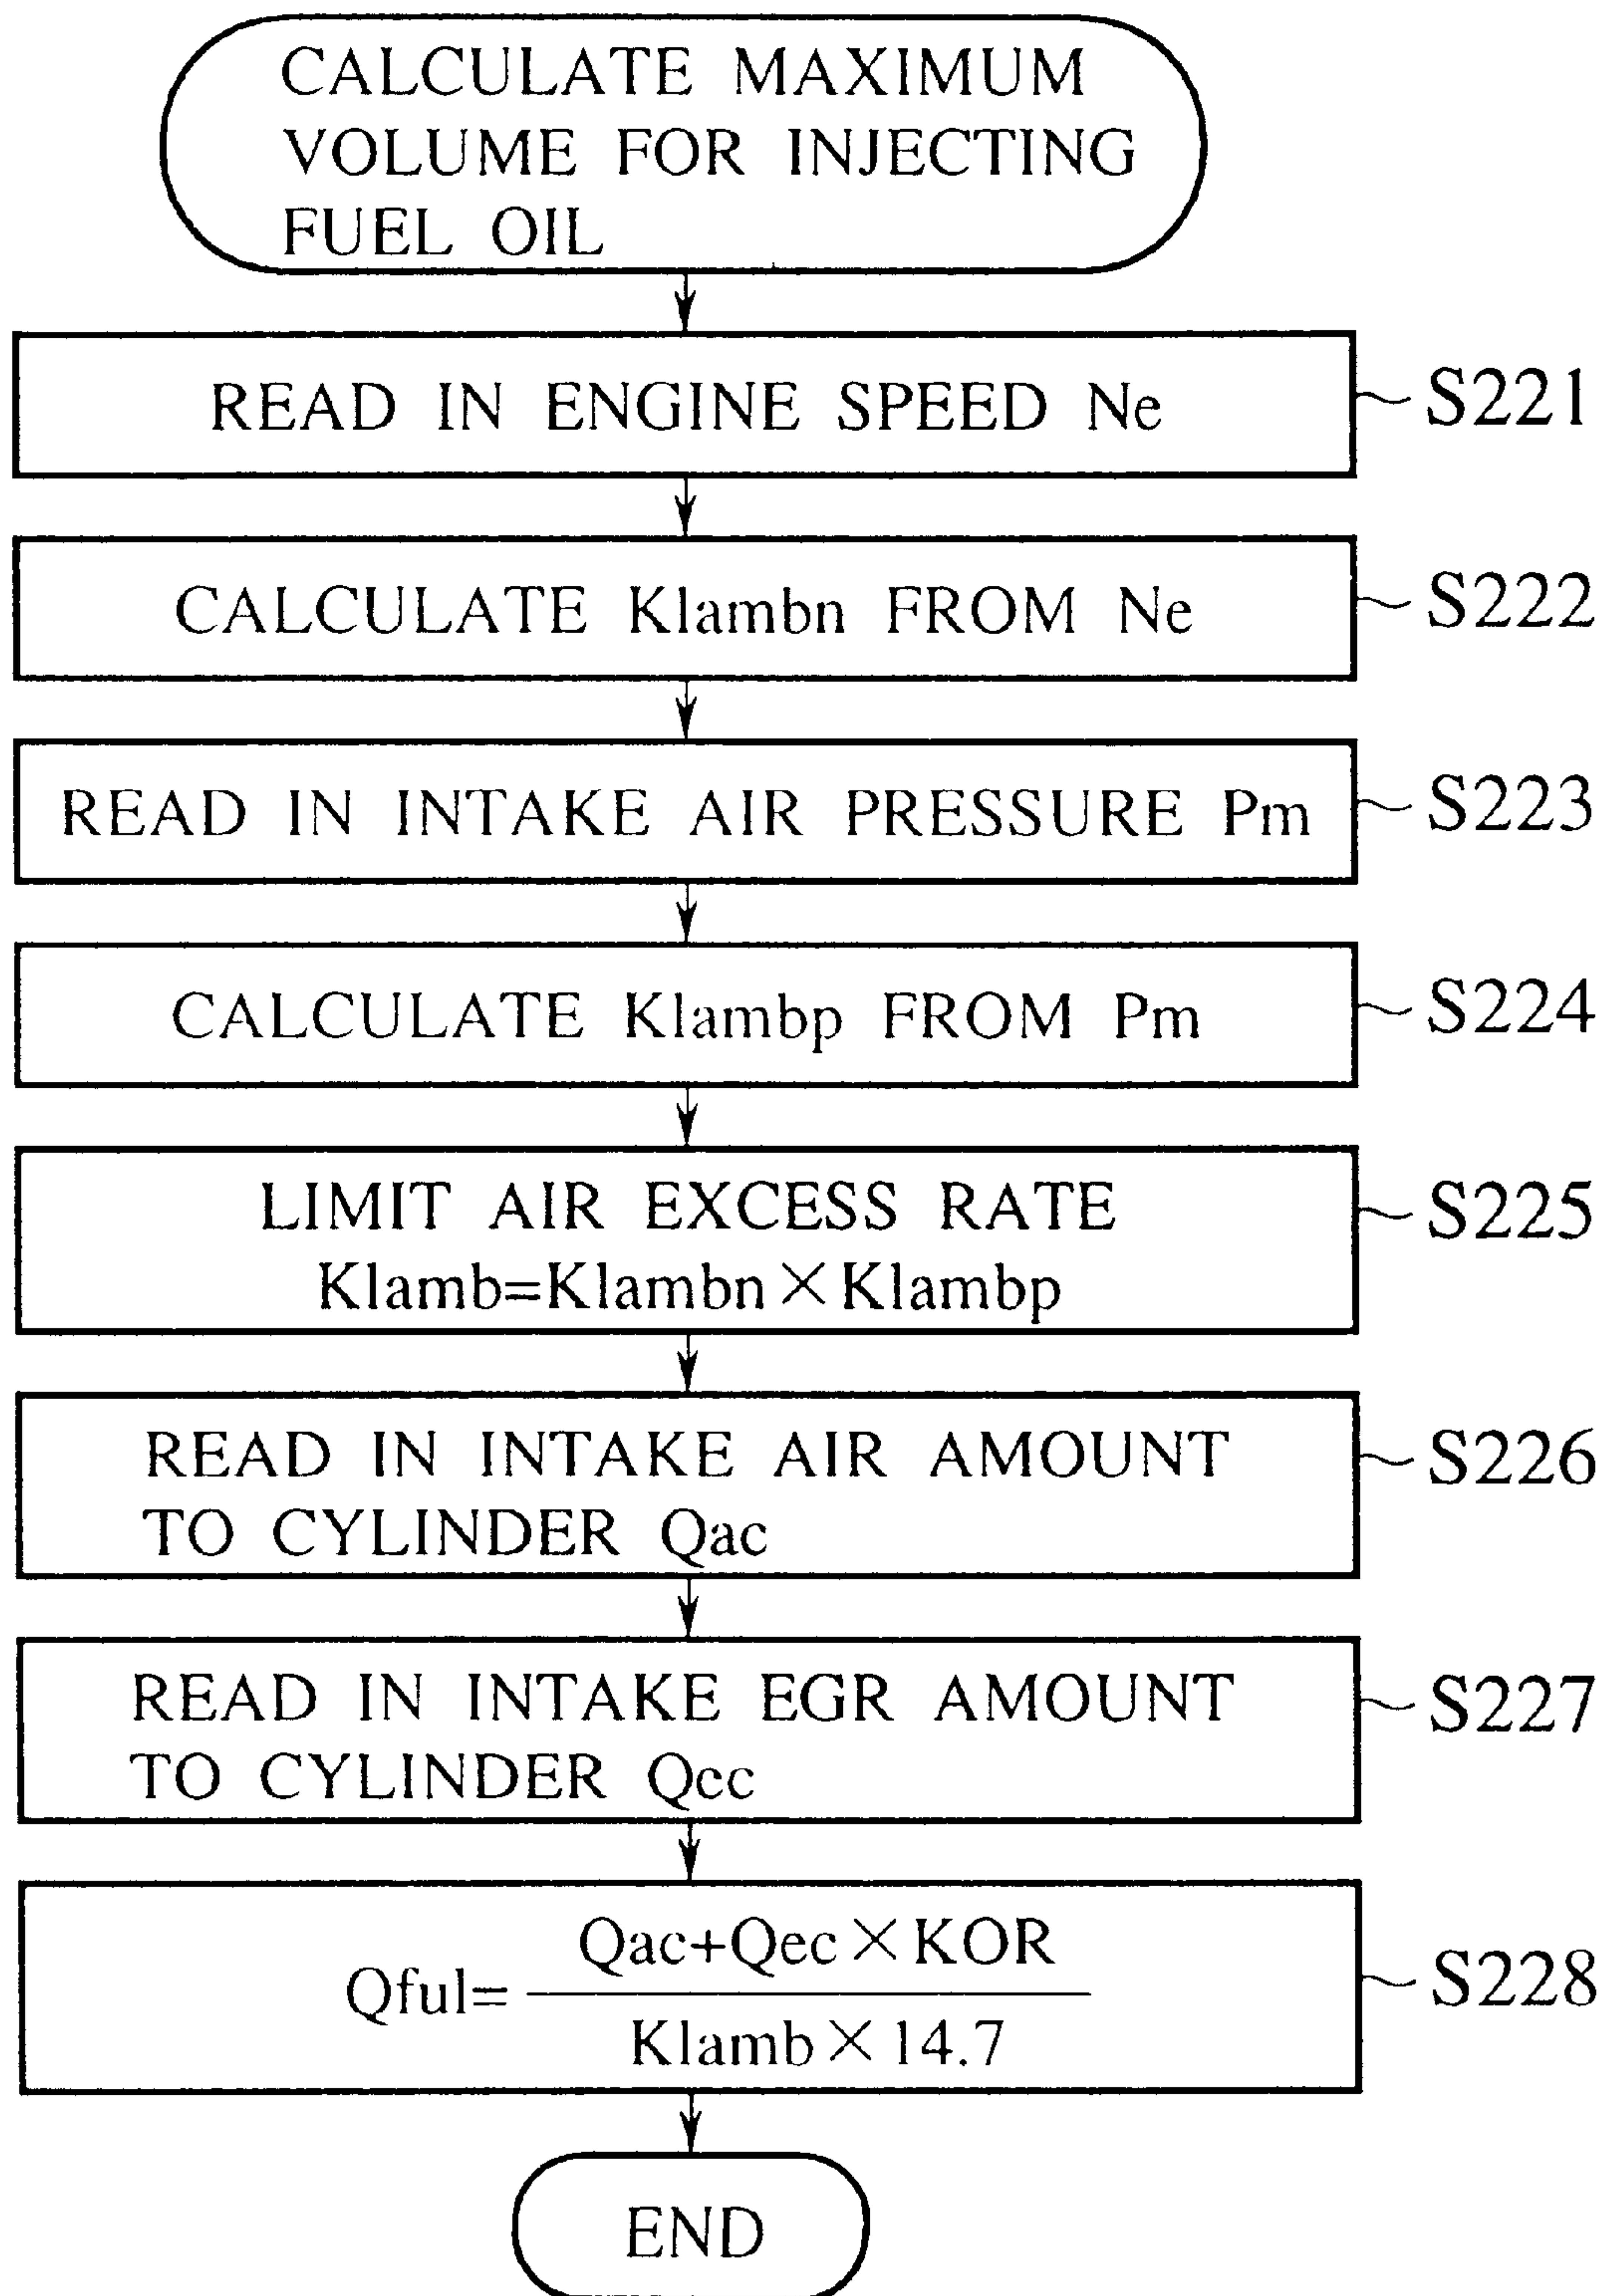 CALCULATE MAXIMUM
VOLUME FOR INJECTING
FUEL OIL
READ IN ENGINE SPEED Ne
S221
CALCULATE Klambn FROM Ne
S222
READ IN INTAKE AIR PRESSURE Pm
S223
CALCULATE Klambp FROM Pm
S224
LIMIT AIR EXCESS RATE
Klamb=Klambn×Klambp
S225
READ IN INTAKE AIR AMOUNT
TO CYLINDER Qac
S226
READ IN INTAKE EGR AMOUNT
TO CYLINDER Qcc
S227
Qac+Qec×KOR
Qful=
Klamb×14.7
S228
END